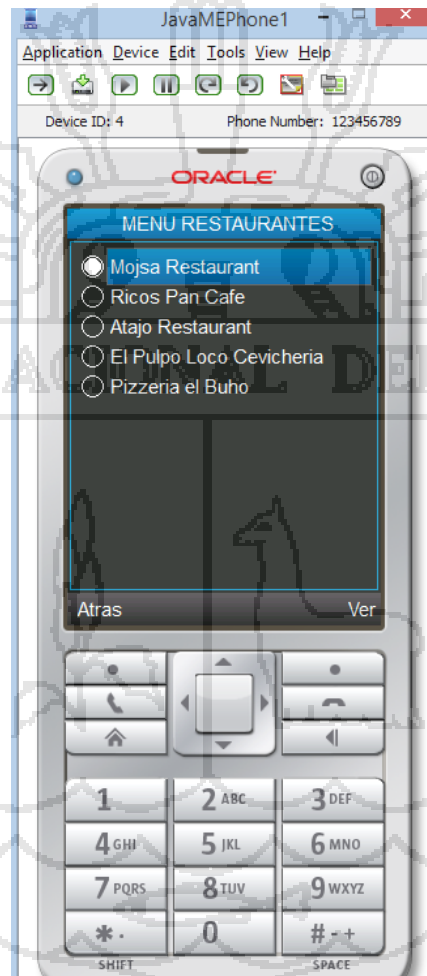 JavaMEPhone1
Application Device Edit Tools View Help
Device ID: 4 Phone Number: 123456789
ORACLE
MENU RESTAURANTES
Mojsa Restaurant
Ricos Pan Cafe
Atajo Restaurant
El Pulpo Loco Cevicheria
Pizzeria el Buho
Atras Ver
1 2 ABC 3 DEF
4 GHI 5 JKL 6 MNO
7 PQRS 8 TUV 9 WXYZ
* . 0 # - +
SHIFT SPACE